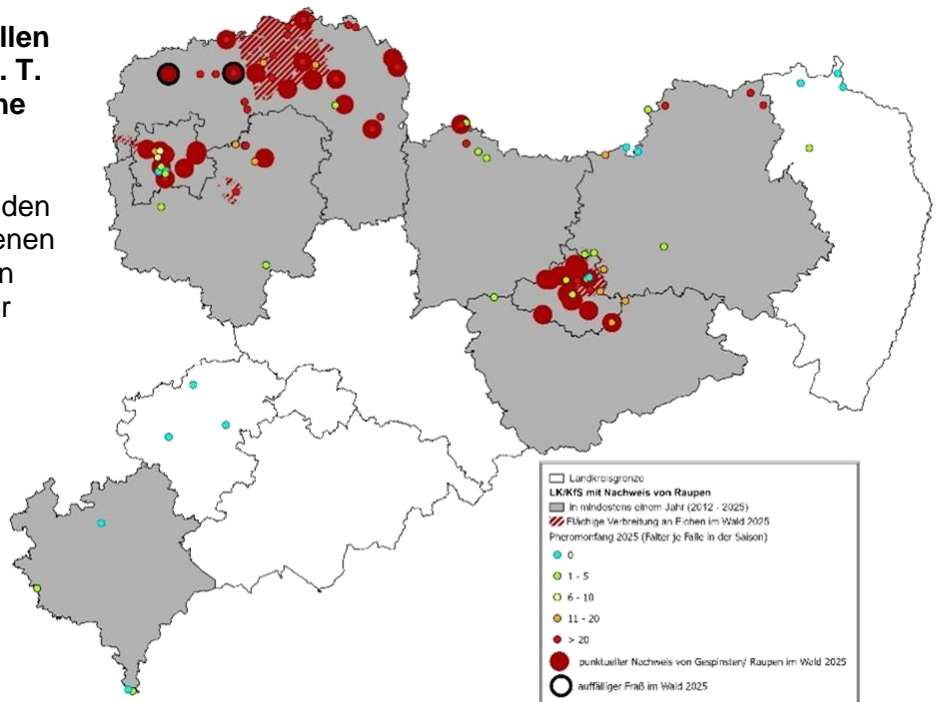 llen
. T.
ne
den
enen
n
r
Landkreisgrenze
LK/KfS mit Nachweis von Raupen
In mindestens einem Jahr (2012 - 2025)
Flächige Verbreitung an Eichen im Wald 2025
Pheromonfang 2025 (Falter je Falle in der Saison)
0
1 - 5
6 - 10
11 - 20
> 20
punktueller Nachweis von Gespinsten/ Raupen im Wald 2025
auffälliger Fraß im Wald 2025